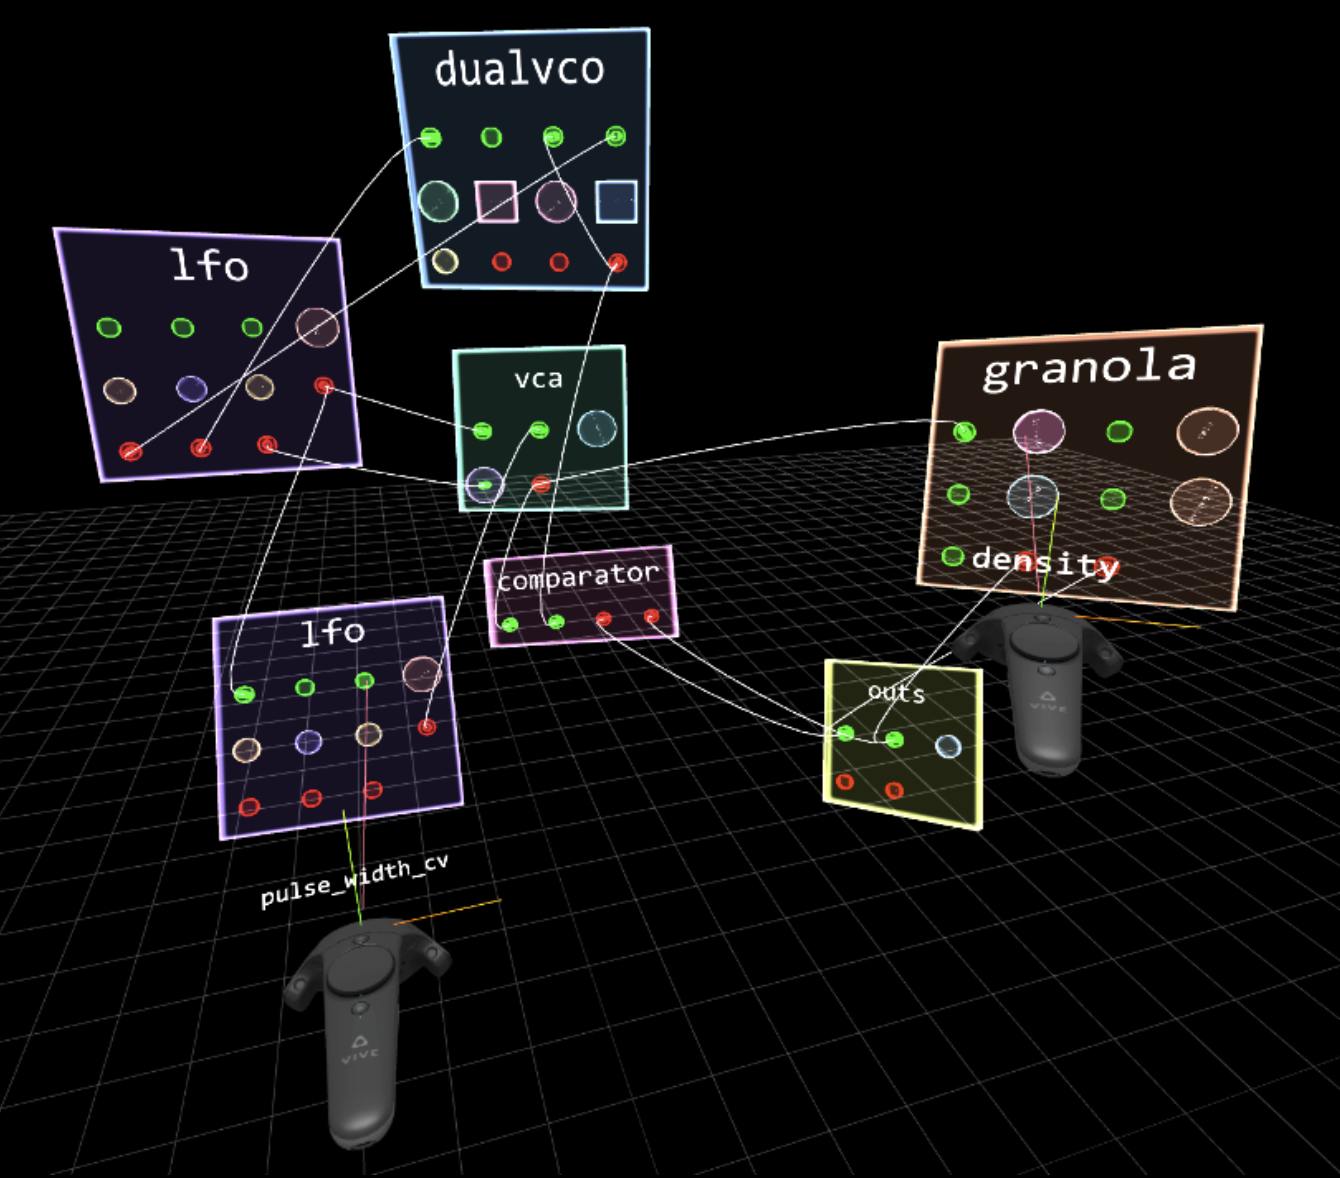 dualvco
lfo
vca
granola
comparator
density
lfo
outs
VIVE
pulse_width_cv
VIVE